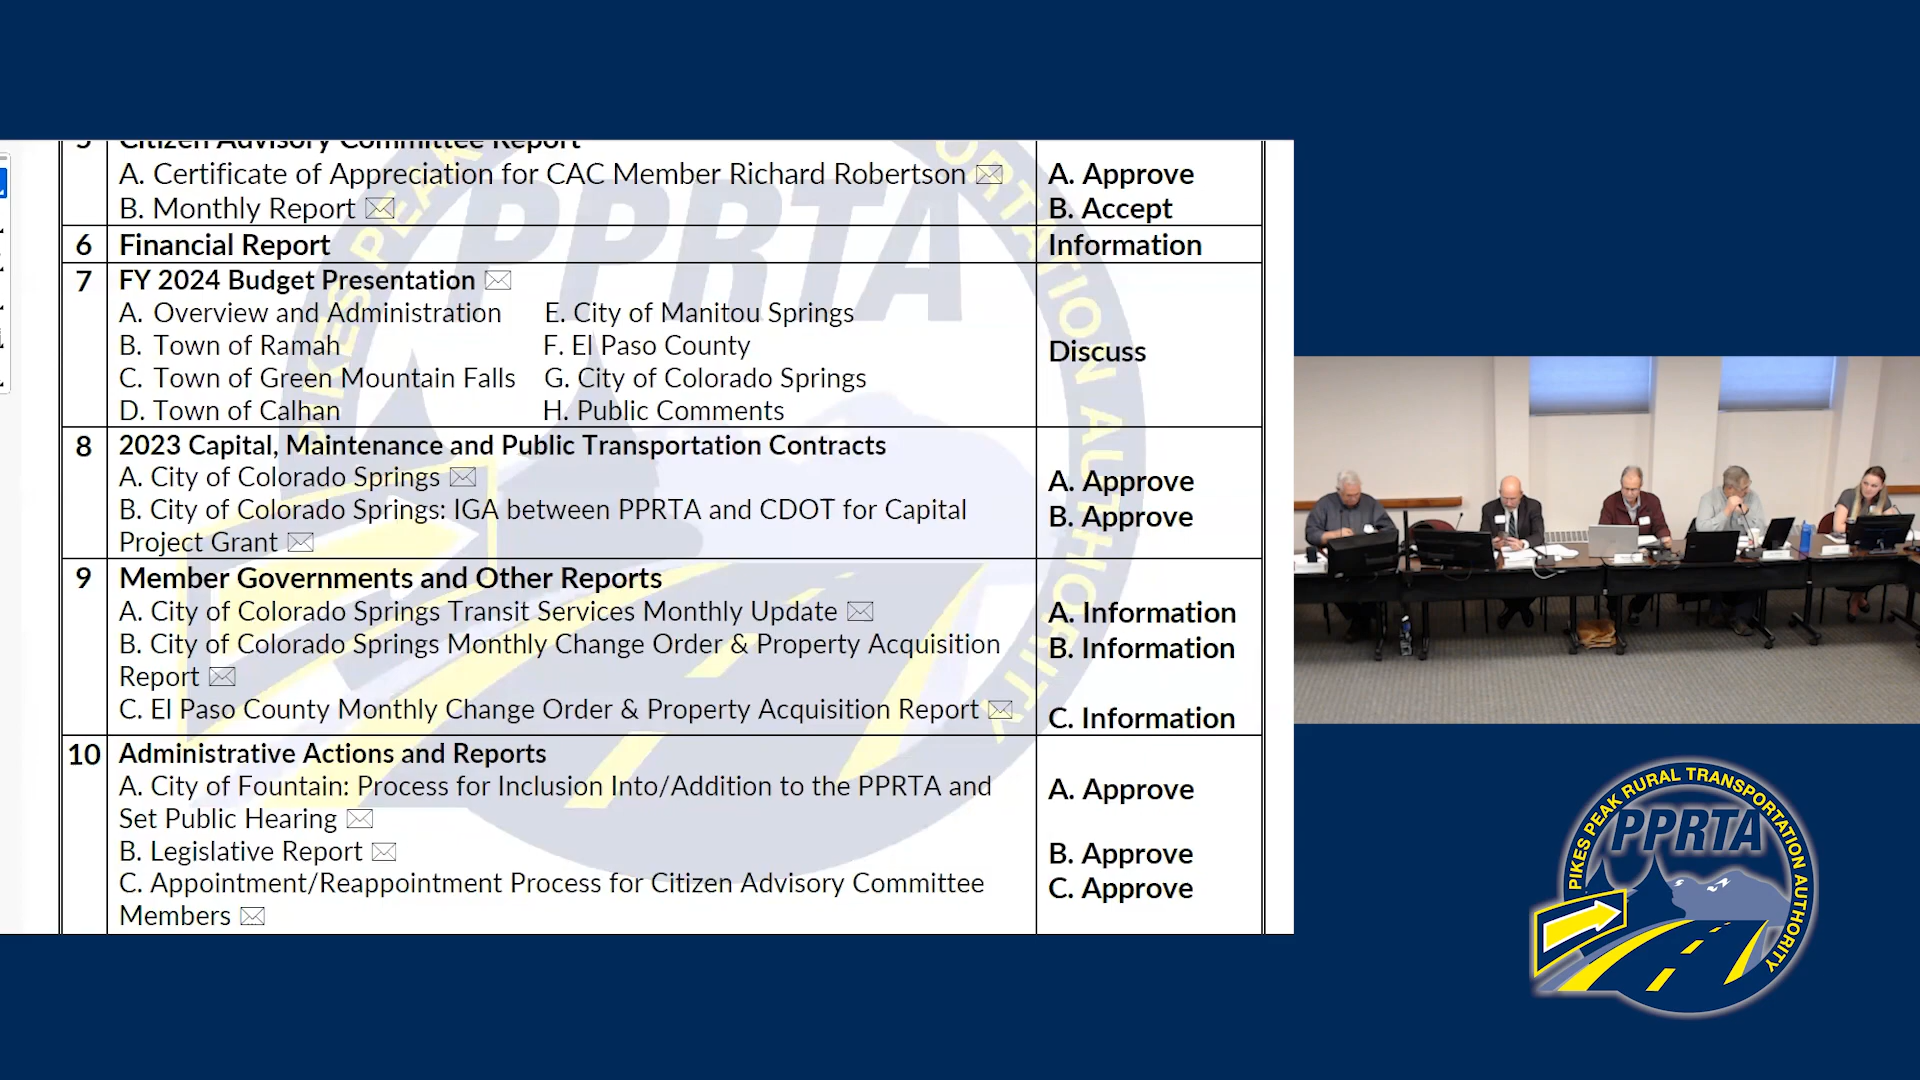 5 Citizen Advisory Committee Report
A. Certificate of Appreciation for CAC Member Richard Robertson A. Approve
B. Monthly Report B. Accept
6 Financial Report Information
7 FY 2024 Budget Presentation Discuss
A. Overview and Administration E. City of Manitou Springs
B. Town of Ramah F. El Paso County
C. Town of Green Mountain Falls G. City of Colorado Springs
D. Town of Calhan H. Public Comments
8 2023 Capital, Maintenance and Public Transportation Contracts
A. City of Colorado Springs A. Approve
B. City of Colorado Springs: IGA between PPRTA and CDOT for Capital B. Approve
Project Grant
9 Member Governments and Other Reports
A. City of Colorado Springs Transit Services Monthly Update A. Information
B. City of Colorado Springs Monthly Change Order & Property Acquisition B. Information
Report
C. El Paso County Monthly Change Order & Property Acquisition Report C. Information
10 Administrative Actions and Reports
A. City of Fountain: Process for Inclusion Into/Addition to the PPRTA and A. Approve
Set Public Hearing
B. Legislative Report B. Approve
C. Appointment/Reappointment Process for Citizen Advisory Committee C. Approve
Members
PIKES PEAK RURAL TRANSPORTATION AUTHORITY
PPRTA